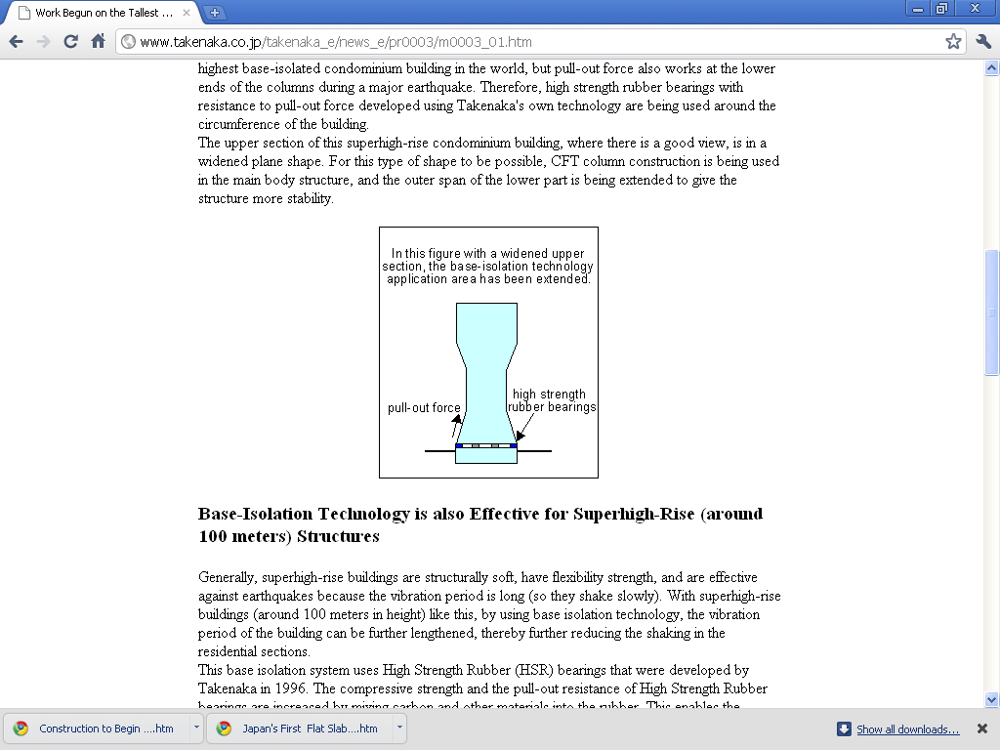 Work Begun on the Tallest ...
www.takenaka.co.jp/takenaka_e/news_e/pr0003/m0003_01.htm
highest base-isolated condominium building in the world, but pull-out force also works at the lower
ends of the columns during a major earthquake. Therefore, high strength rubber bearings with
resistance to pull-out force developed using Takenaka's own technology are being used around the
circumference of the building.
The upper section of this superhigh-rise condominium building, where there is a good view, is in a
widened plane shape. For this type of shape to be possible, CFT column construction is being used
in the main body structure, and the outer span of the lower part is being extended to give the
structure more stability.
In this figure with a widened upper
section, the base-isolation technology
application area has been extended.
high strength
rubber bearings
pull-out force
Base-Isolation Technology is also Effective for Superhigh-Rise (around
100 meters) Structures
Generally, superhigh-rise buildings are structurally soft, have flexibility strength, and are effective
against earthquakes because the vibration period is long (so they shake slowly). With superhigh-rise
buildings (around 100 meters in height) like this, by using base isolation technology, the vibration
period of the building can be further lengthened, thereby further reducing the shaking in the
residential sections.
This base isolation system uses High Strength Rubber (HSR) bearings that were developed by
Takenaka in 1996. The compressive strength and the pull-out resistance of High Strength Rubber
bearings are increased by mixing carbon and other materials into the rubber. This enables the
Construction to Begin ....htm
Japan's First Flat Slab....htm
Show all downloads...